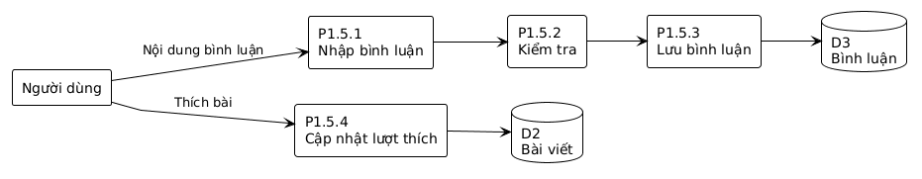 Người dùng
Nội dung bình luận
Thích bài
P1.5.1
Nhập bình luận
P1.5.2
Kiểm tra
P1.5.3
Lưu bình luận
D3
Bình luận
P1.5.4
Cập nhật lượt thích
D2
Bài viết